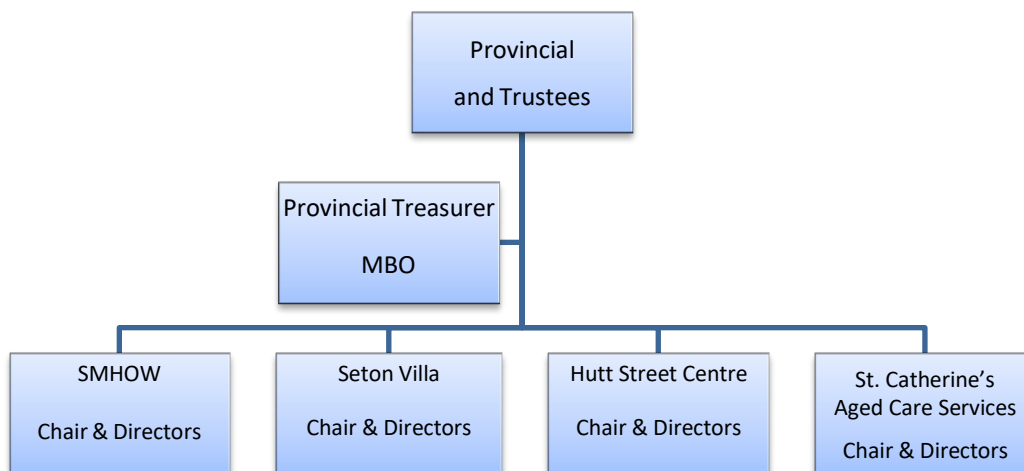 Provincial
and Trustees
Provincial Treasurer
MBO
SMHOW
Chair & Directors
Seton Villa
Chair & Directors
Hutt Street Centre
Chair & Directors
St. Catherine’s
Aged Care Services
Chair & Directors